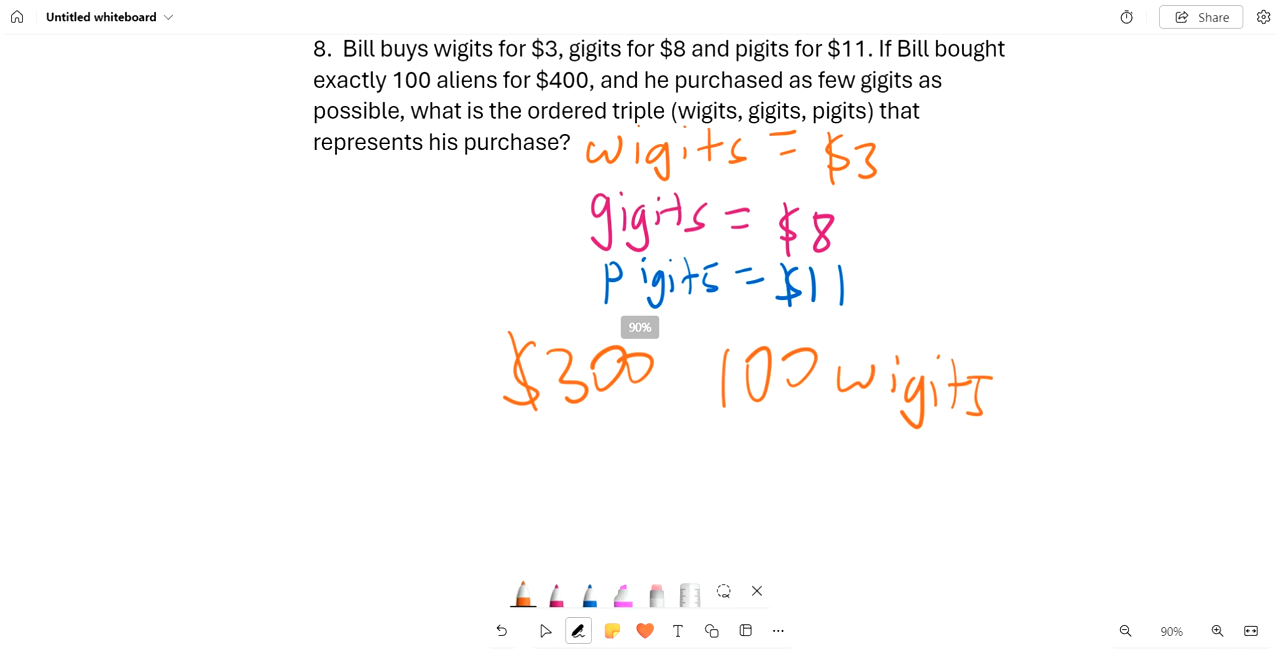 Untitled whiteboard
Share
8. Bill buys wigits for $3, gigits for $8 and pigits for $11. If Bill bought
exactly 100 aliens for $400, and he purchased as few gigits as
possible, what is the ordered triple (wigits, gigits, pigits) that
represents his purchase?
wigits = $3
gigits = $8
pigits = $11
90%
$300 100 wigits
T
90%